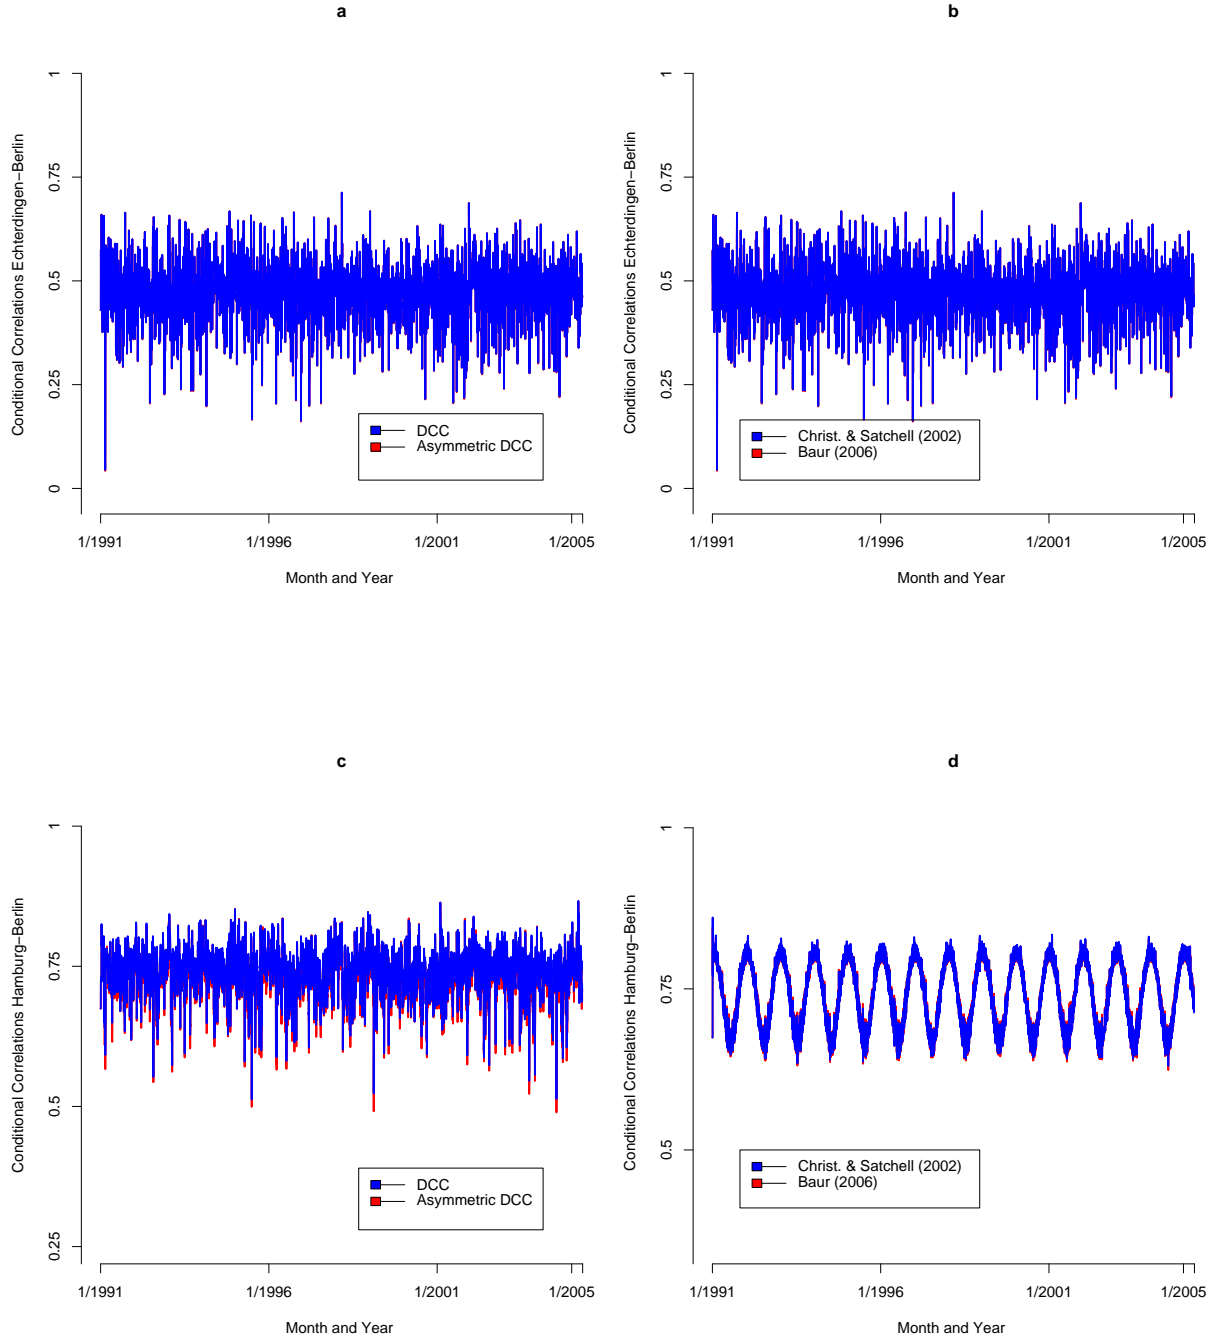 a
Conditional Correlations Echterdingen−Berlin
1
0.75
0.5
0.25
0
DCC
Asymmetric DCC
1/1991
1/1996
1/2001
1/2005
Month and Year
b
Conditional Correlations Echterdingen−Berlin
1
0.75
0.5
0.25
0
Christ. & Satchell (2002)
Baur (2006)
1/1991
1/1996
1/2001
1/2005
Month and Year
c
Conditional Correlations Hamburg−Berlin
1
0.75
0.5
0.25
DCC
Asymmetric DCC
1/1991
1/1996
1/2001
1/2005
Month and Year
d
Conditional Correlations Hamburg−Berlin
1
0.75
0.5
Christ. & Satchell (2002)
Baur (2006)
1/1991
1/1996
1/2001
1/2005
Month and Year